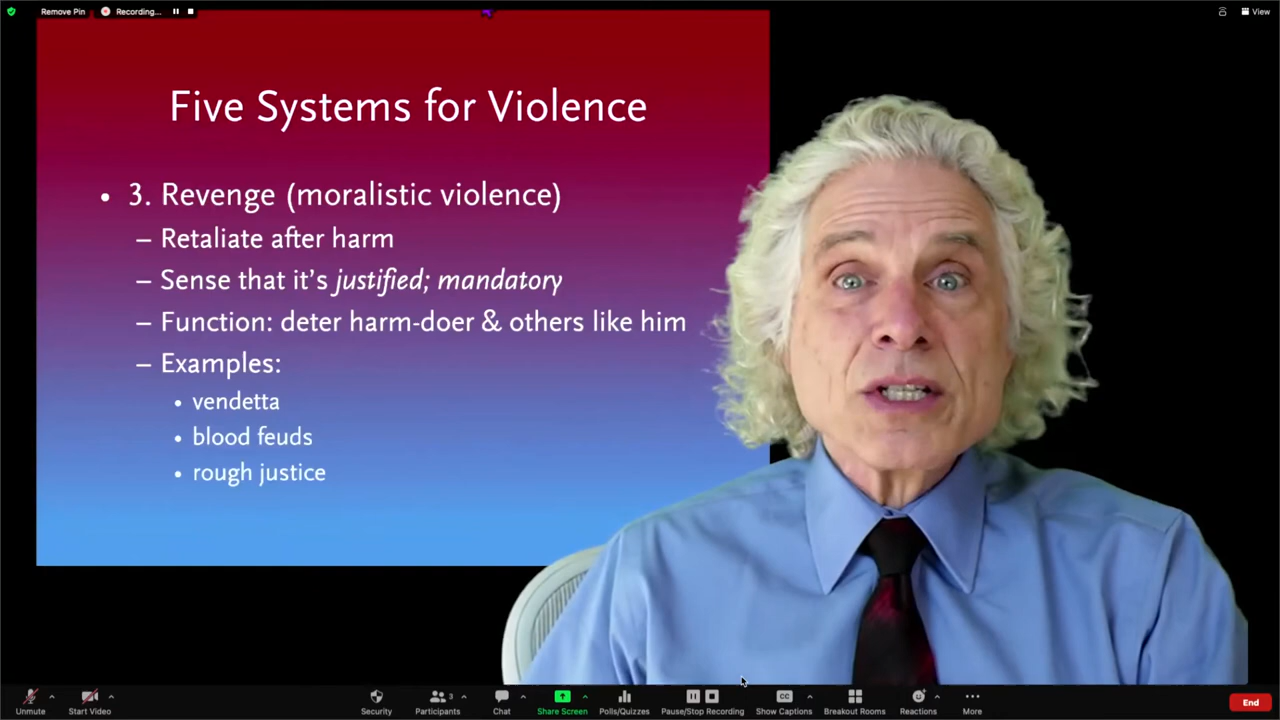 Remove Pin
Recording...
View
Five Systems for Violence
• 3. Revenge (moralistic violence)
– Retaliate after harm
– Sense that it's justified; mandatory
– Function: deter harm-doer & others like him
– Examples:
• vendetta
• blood feuds
• rough justice
Unmute
Start Video
Security
Participants
3
Chat
Share Screen
Polls/Quizzes
Pause/Stop Recording
CC
Show Captions
Breakout Rooms
Reactions
More
End